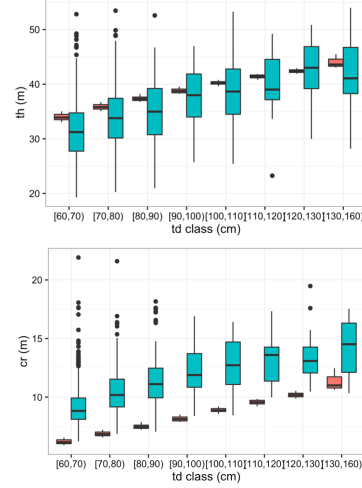 50
40
30
20
th (m)
[60,70) [70,80) [80,90) [90,100) [100,110) [110,120) [120,130) [130,160)
td class (cm)
20
15
10
cr (m)
[60,70) [70,80) [80,90) [90,100) [100,110) [110,120) [120,130) [130,160)
td class (cm)